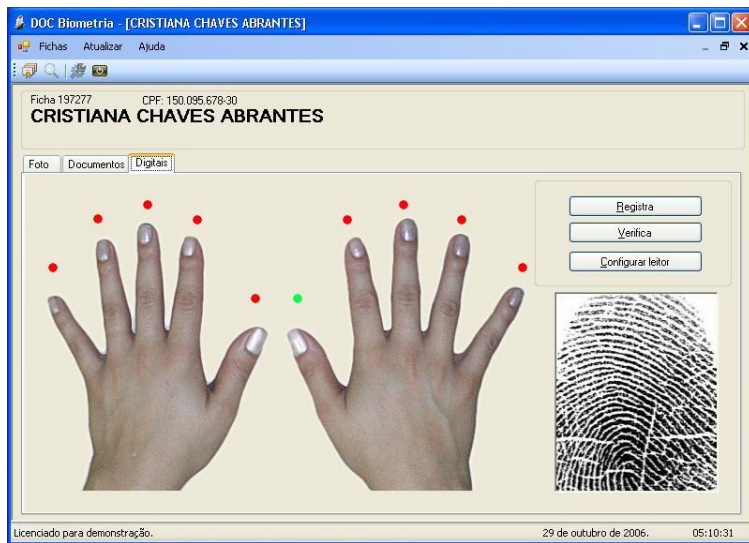 DOC Biometria - [CRISTIANA CHAVES ABRANTES]
Fichas Atualizar Ajuda
Ficha 197277 CPF: 150.095.678-30
CRISTIANA CHAVES ABRANTES
Foto Documentos Digitais
Registra
Verifica
Configurar leitor
Licenciado para demonstração. 29 de outubro de 2006. 05:10:31